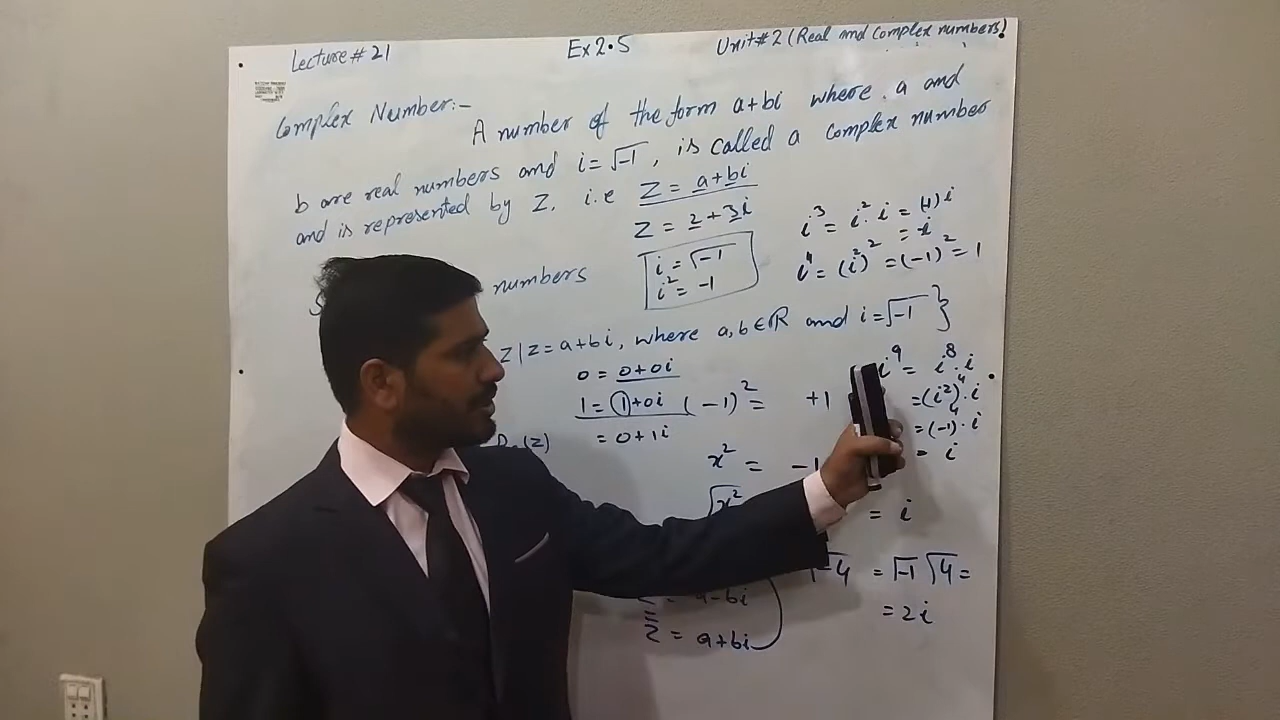 Lecture # 21 Ex 2.5 Unit # 2 (Real and Complex numbers)
Complex Number:-
A number of the form a+bi where a and
b are real numbers and i = √-1, is called a complex number
and is represented by Z. i.e Z = a+bi
Z = 2+3i
i = √-1
i² = -1
i³ = i²·i = (-1)i
= -i
i⁴ = (i²)² = (-1)² = 1
numbers
Z/Z = a+bi, where a,b∈R and i = √-1 }
0 = 0+0i
1 = 1+0i
= 0+1i
(-1)² = +1
x² = -1
√x²
= i
i⁹ = i⁸·i
= (i²)⁴·i
= (-1)⁴·i
= i
√-4 = √-1 √4 =
= 2i
= a-bi
= a+bi